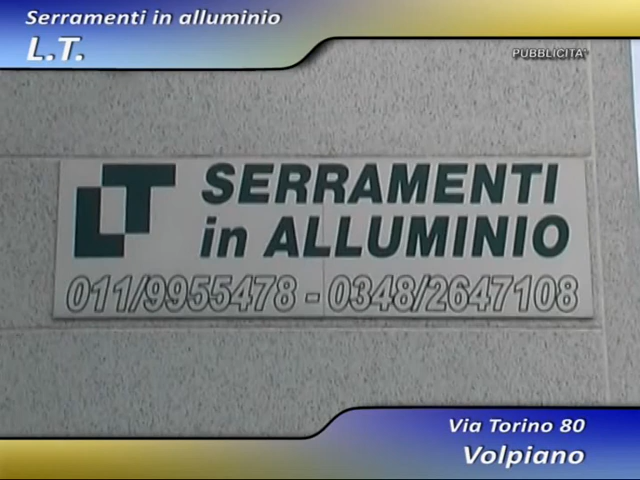 Serramenti in alluminio
L.T.
PUBBLICITA'
LT SERRAMENTI
in ALLUMINIO
011/9955478 - 0348/2647108
Via Torino 80
Volpiano